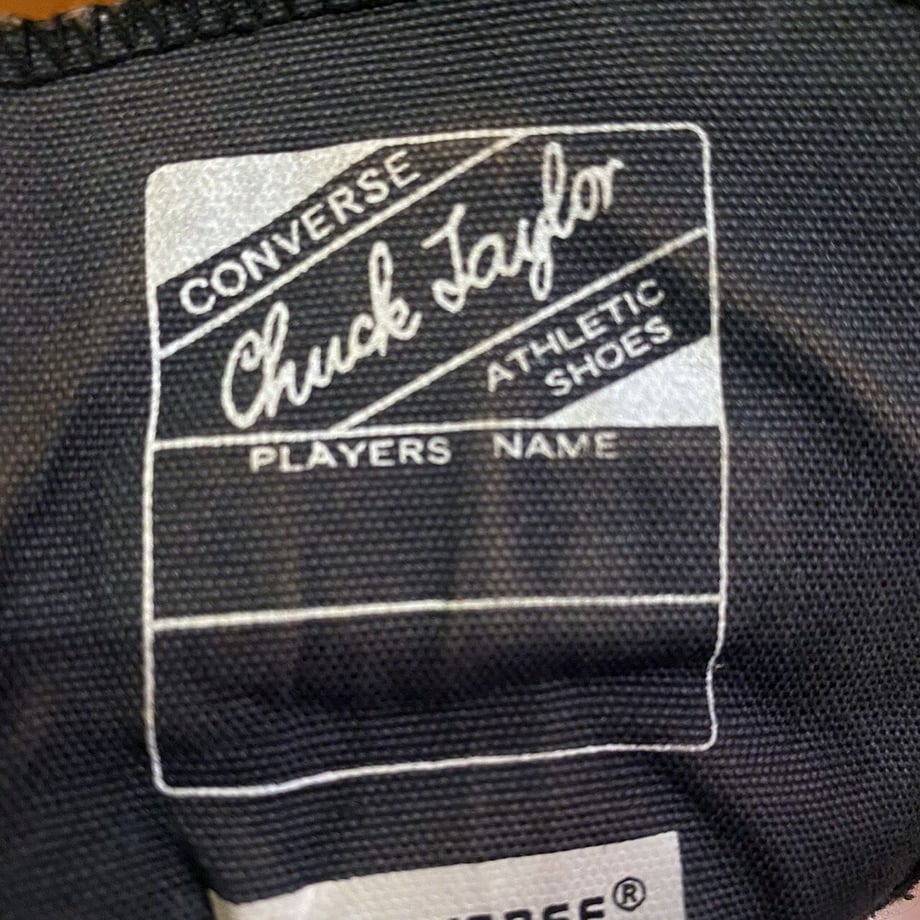 CONVERSE
Chuck Taylor
ATHLETIC
SHOES
PLAYERS NAME